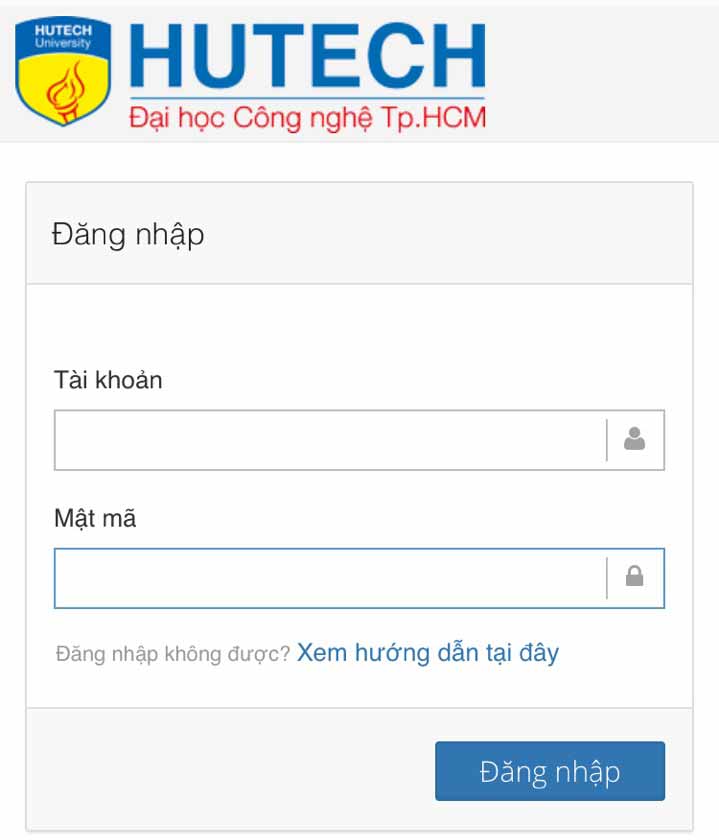 HUTECH
University
HUTECH
Đại học Công nghệ Tp.HCM
Đăng nhập
Tài khoản
Mật mã
Đăng nhập không được? Xem hướng dẫn tại đây
Đăng nhập